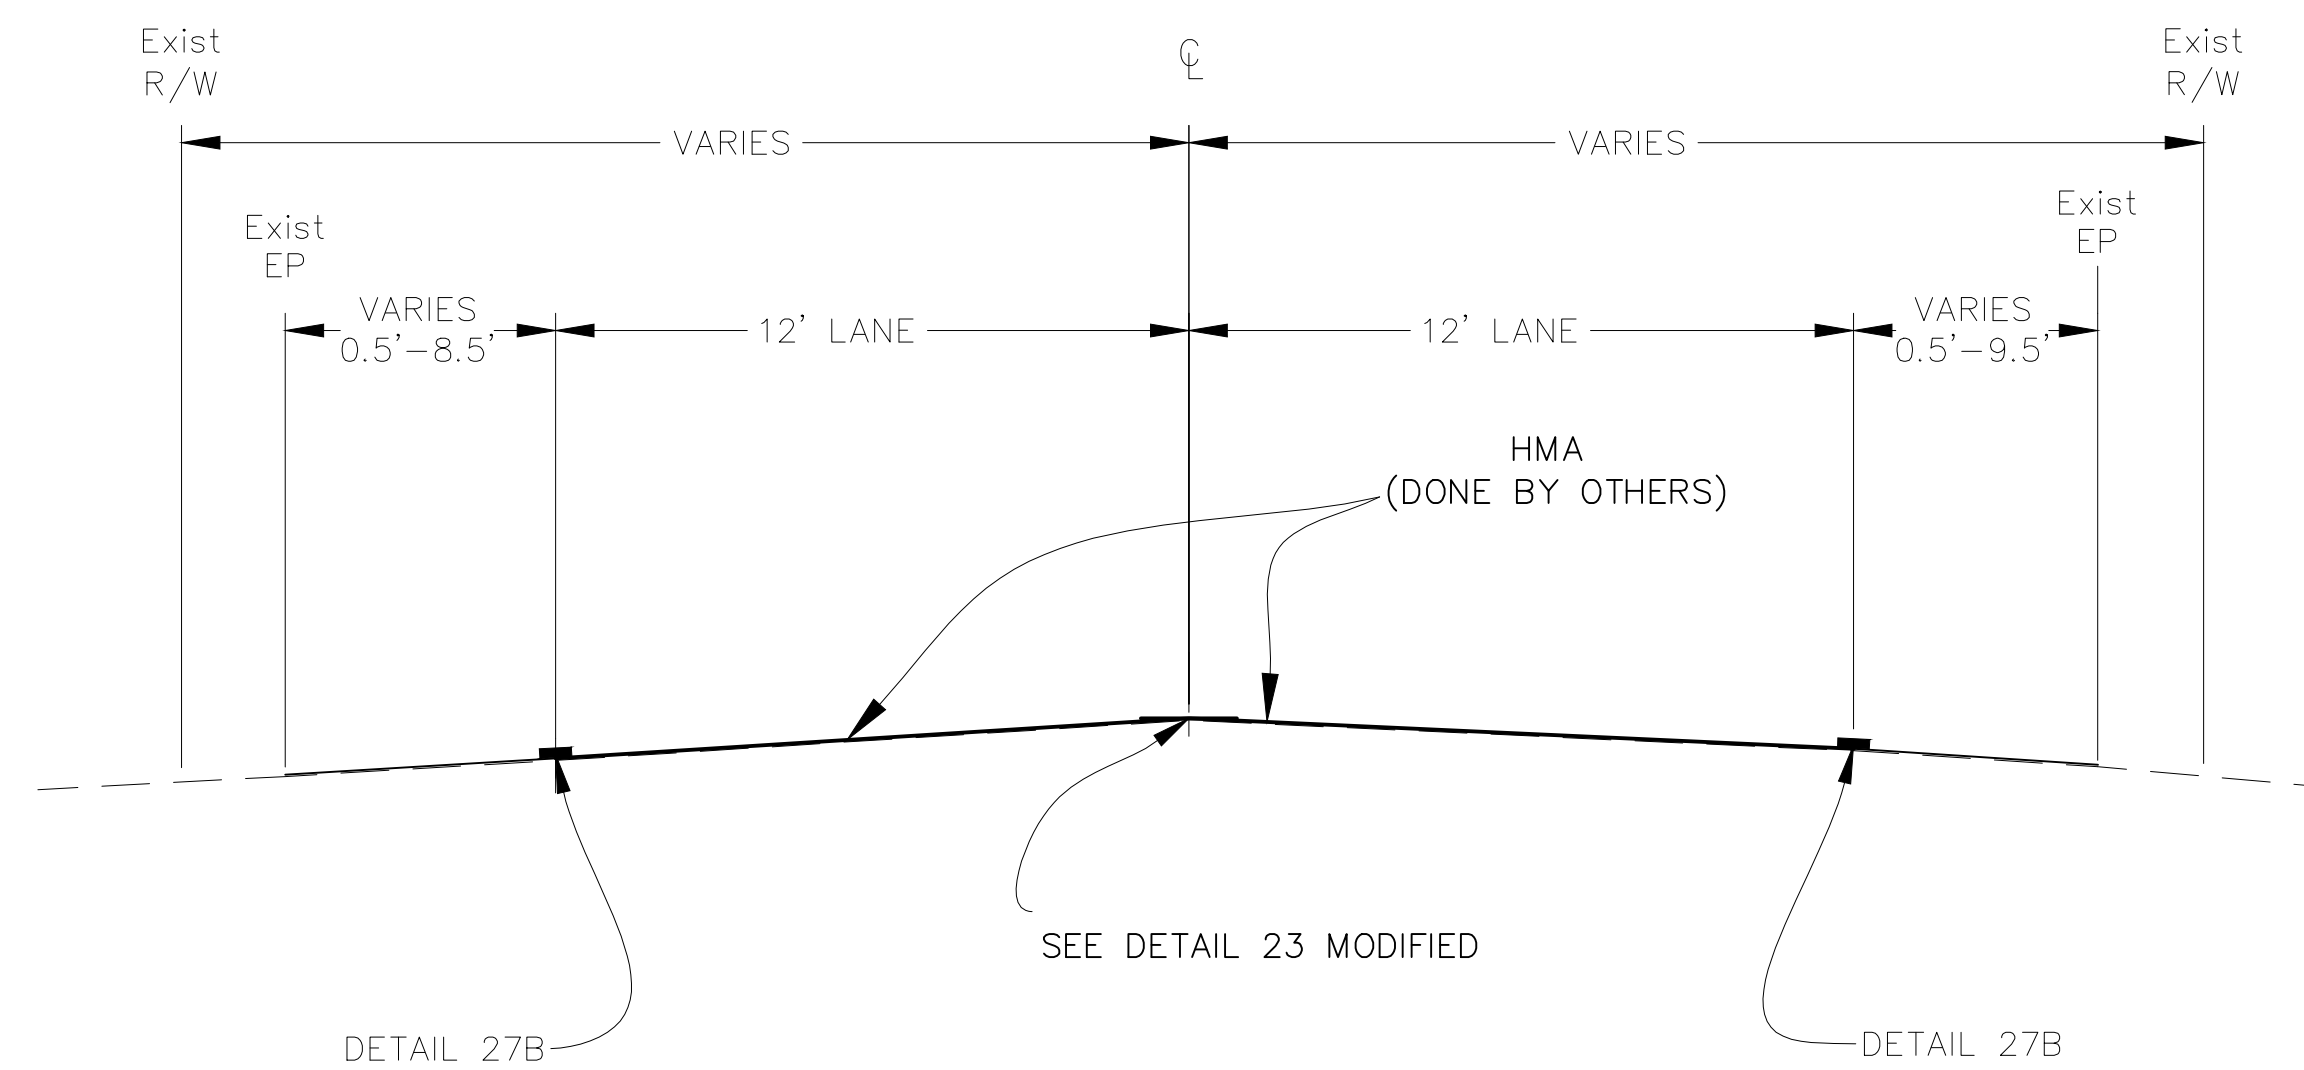 Exist
R/W
℄
Exist
R/W
VARIES
VARIES
Exist
EP
Exist
EP
VARIES
0.5'-8.5'
12' LANE
12' LANE
VARIES
0.5'-9.5'
HMA
(DONE BY OTHERS)
SEE DETAIL 23 MODIFIED
DETAIL 27B
DETAIL 27B